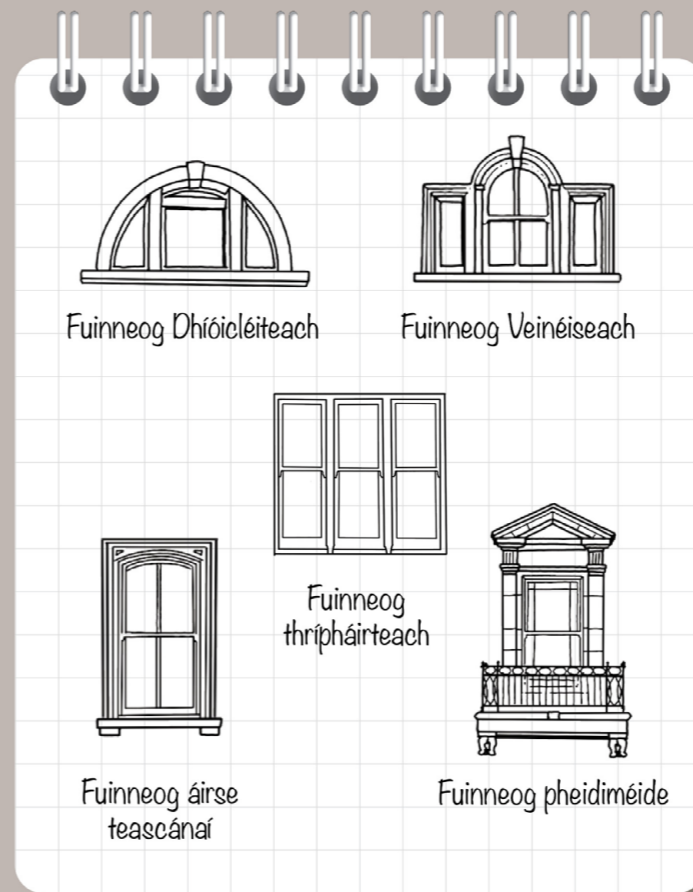 Fuinneog Dhíóicléiteach
Fuinneog Veinéiseach
Fuinneog
thrípháirteach
Fuinneog áirse
teascánaí
Fuinneog pheidiméide